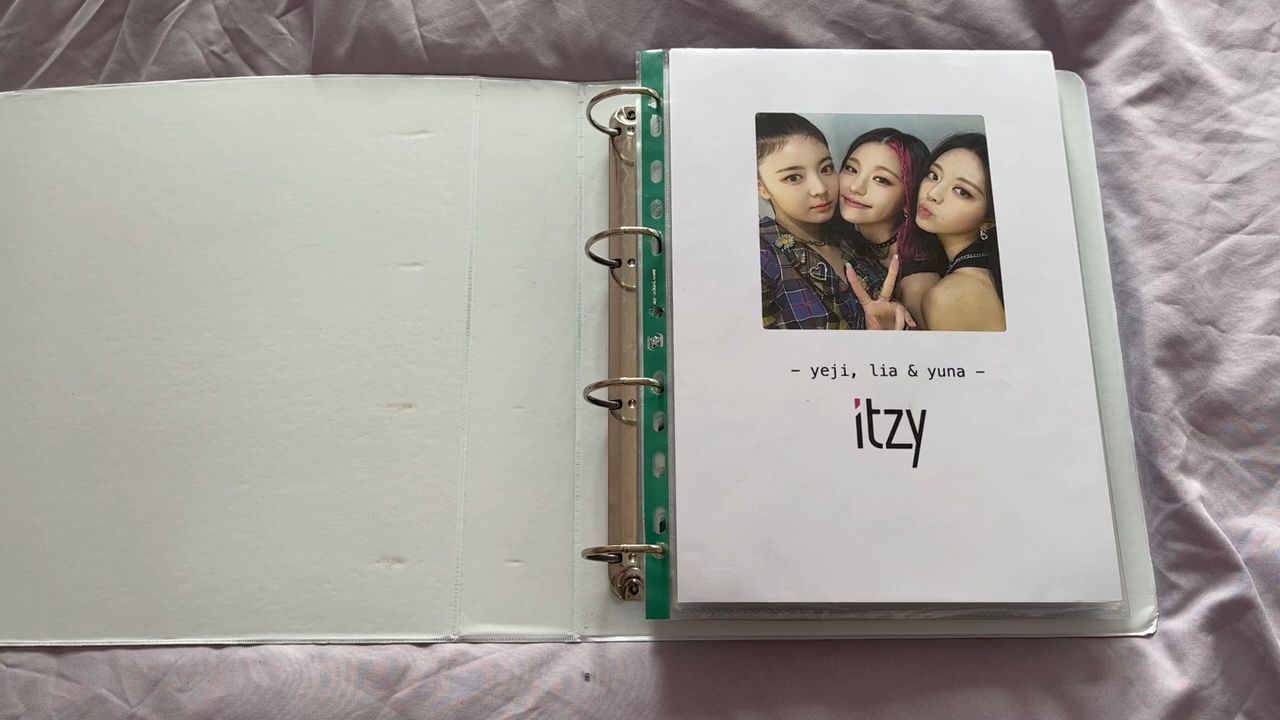 – yeji, lia & yuna –
itzy